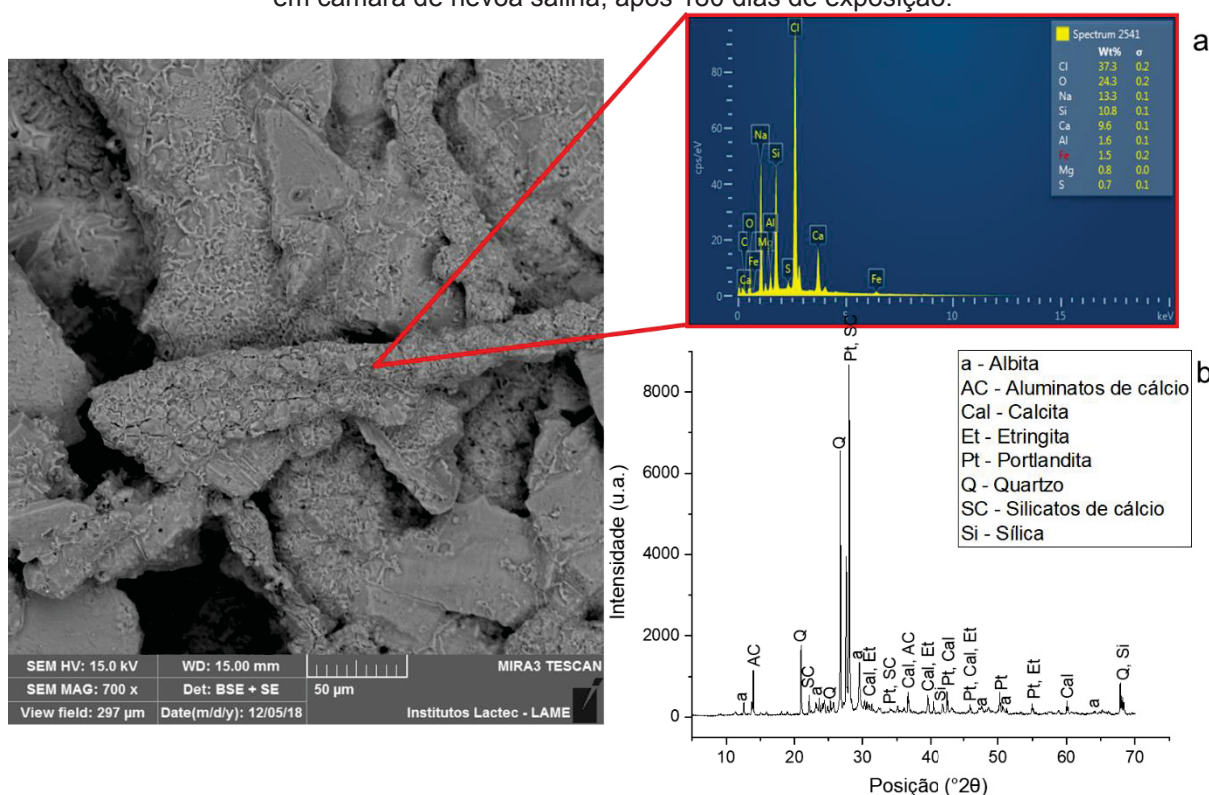 em câmara de névoa salina, após 180 dias de exposição.
SEM HV: 15.0 kV WD: 15.00 mm MIRA3 TESCAN
SEM MAG: 700 x Det: BSE + SE 50 µm
View field: 297 µm Date(m/d/y): 12/05/18 Institutos Lactec - LAME
a
Spectrum 2541
Wt% σ
Cl 37.3 0.2
O 24.3 0.2
Na 13.3 0.1
Si 10.8 0.1
Ca 9.6 0.1
Al 1.6 0.1
Fe 1.5 0.2
Mg 0.8 0.0
S 0.7 0.1
cps/eV
80
60
40
20
0
Cl
Na
Si
O
Al
C
Fe
Ca
S
Ca
Fe
0 5 10 15 keV
b
a - Albita
AC - Aluminatos de cálcio
Cal - Calcita
Et - Etringita
Pt - Portlandita
Q - Quartzo
SC - Silicatos de cálcio
Si - Sílica
Intensidade (u.a.)
8000
6000
4000
2000
0
a
AC
Q
SC
a
Q
Q
Pt, SC
a
Cal, Et
Pt, SC
Cal, AC
Cal, Et
Si
Pt, Cal
Pt, Cal, Et
a
Pt
a
Pt, Et
Cal
a
Q, Si
10 20 30 40 50 60 70
Posição (°2θ)